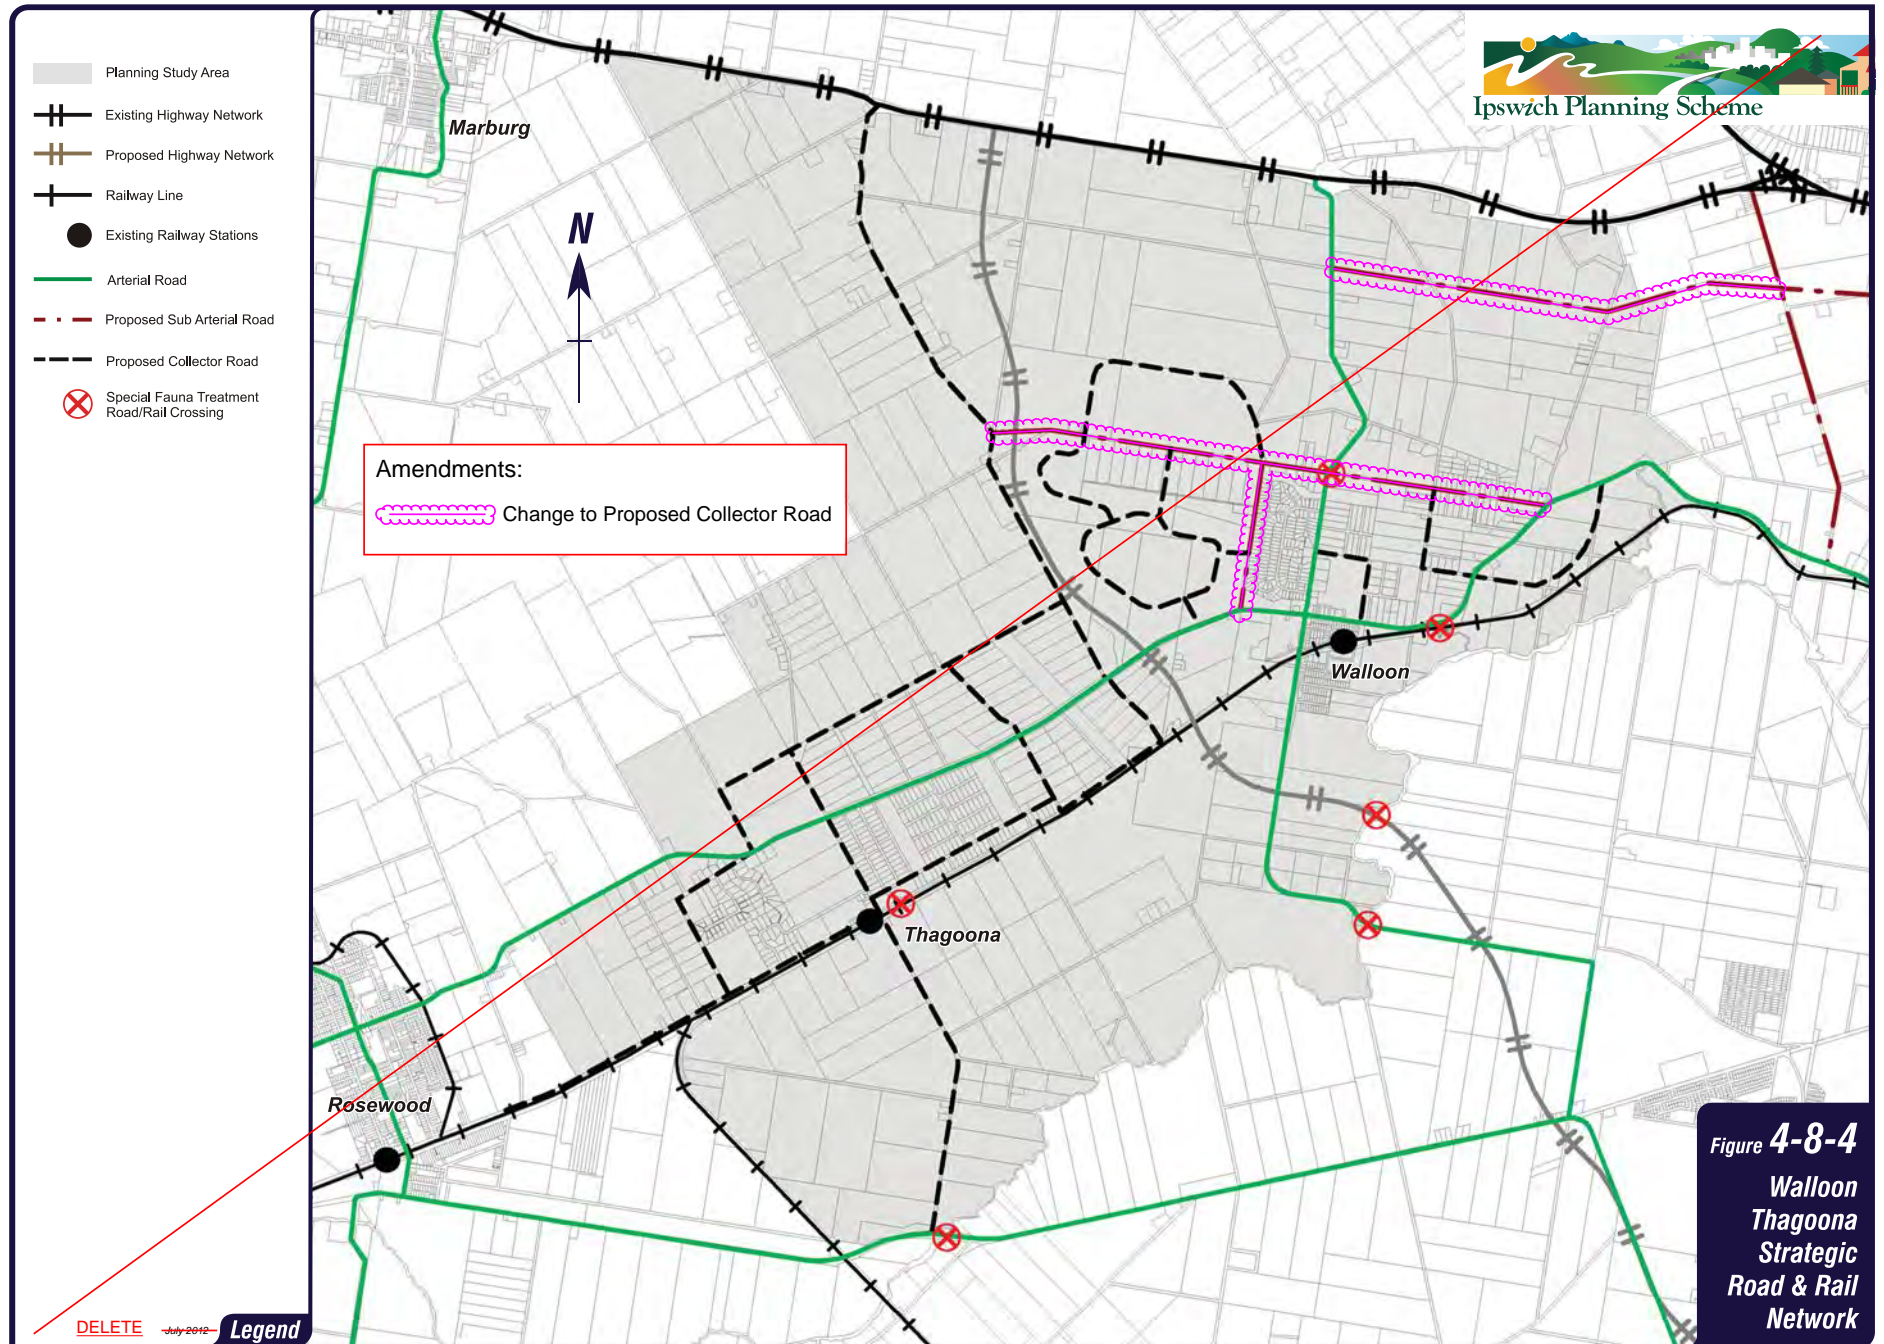 Planning Study Area
Existing Highway Network
Proposed Highway Network
Railway Line
Existing Railway Stations
Arterial Road
Proposed Sub Arterial Road
Proposed Collector Road
Special Fauna Treatment
Road/Rail Crossing
Ipswich Planning Scheme
Marburg
N
Amendments:
Change to Proposed Collector Road
Walloon
Thagoona
Rosewood
Figure 4-8-4
Walloon
Thagoona
Strategic
Road & Rail
Network
DELETE July 2012 Legend